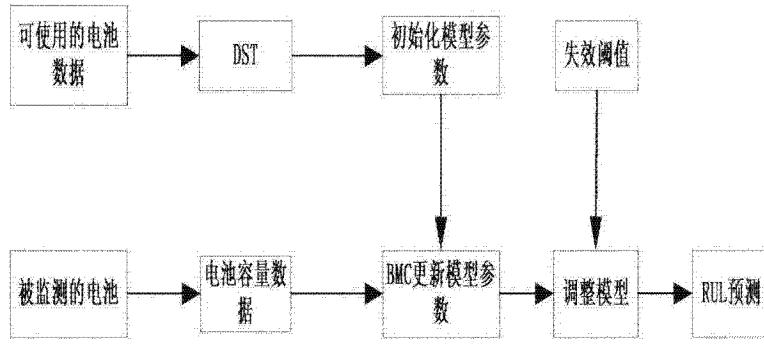 可使用的电池
数据
DST
初始化模型参
数
失效阈值
被监测的电池
电池容量数
据
BMC更新模型参
数
调整模型
RUL预测